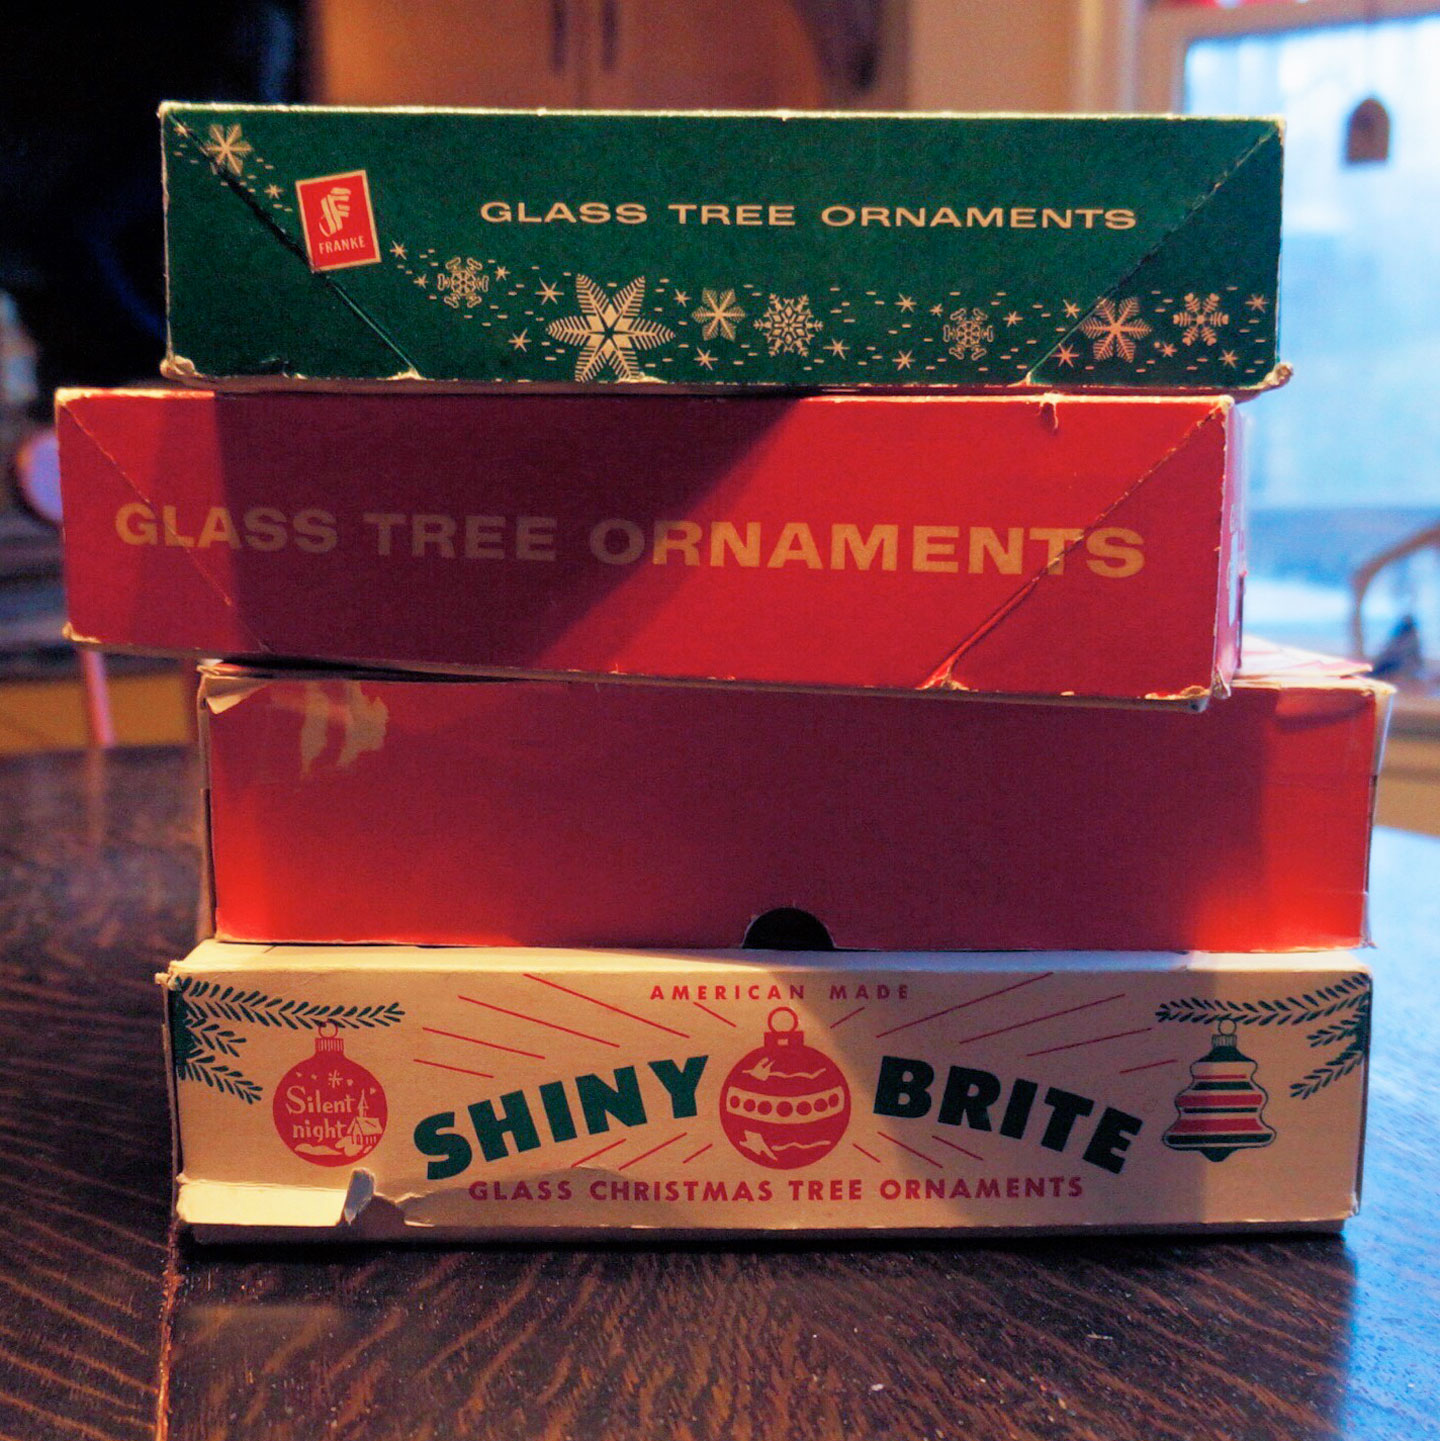 FRANKE
GLASS TREE ORNAMENTS
GLASS TREE ORNAMENTS
AMERICAN MADE
SHINY BRITE
Silent
night
GLASS CHRISTMAS TREE ORNAMENTS